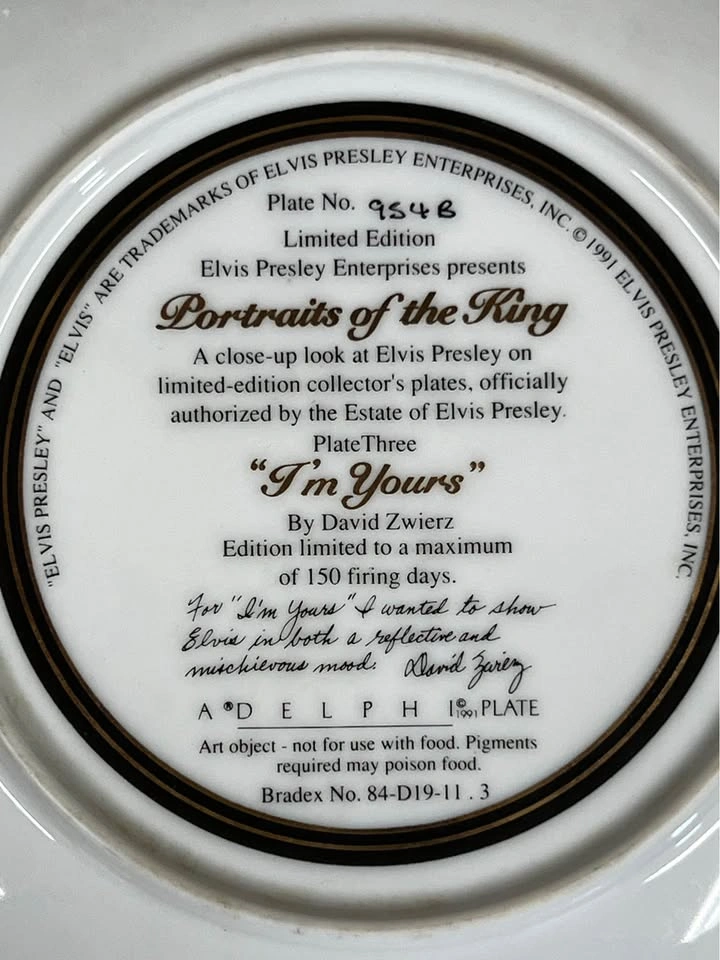 "ELVIS PRESLEY" AND "ELVIS" ARE TRADEMARKS OF ELVIS PRESLEY ENTERPRISES, INC. © 1991 ELVIS PRESLEY ENTERPRISES, INC.
Plate No. 954B
Limited Edition
Elvis Presley Enterprises presents
Portraits of the King
A close-up look at Elvis Presley on
limited-edition collector's plates, officially
authorized by the Estate of Elvis Presley.
Plate Three
"I'm Yours"
By David Zwierz
Edition limited to a maximum
of 150 firing days.
For "I'm Yours" I wanted to show
Elvis in both a reflective and
mischievous mood. David Zwierz
A ®DELPHI ©1991 PLATE
Art object - not for use with food. Pigments
required may poison food.
Bradex No. 84-D19-11 . 3